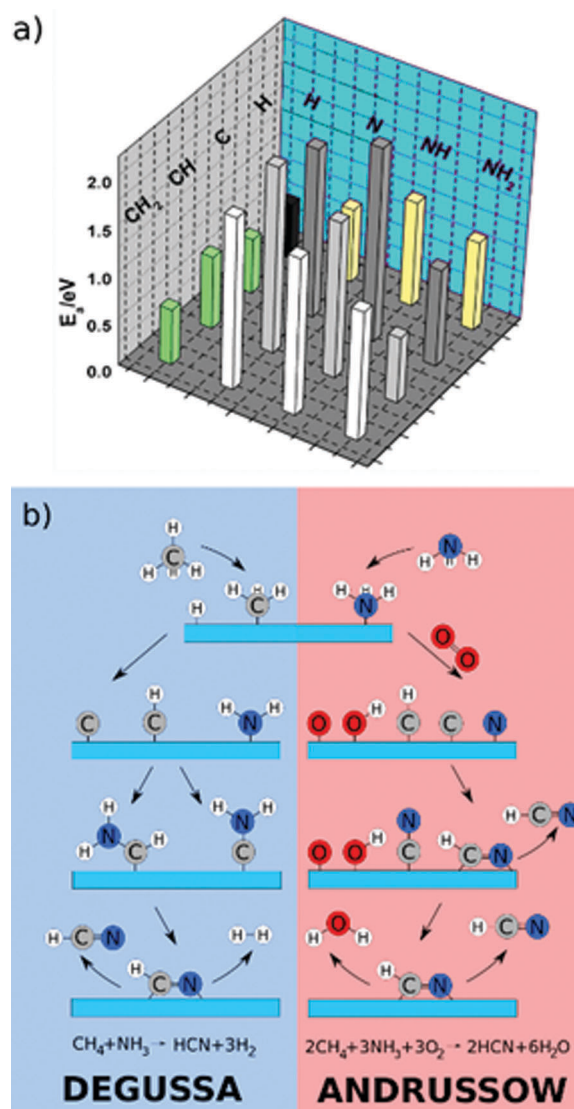 a)
H H
C N
CH NH
CH₂ NH₂
2.0
1.5
1.0
0.5
0.0
Eₐ/eV
b)
H
C
H H H
N
H H H
H H H
C
H
H H H
N
O
O
H
C C
H H
N
H
O O H
C C N
H
N
H H
C
H H
N
C
N
O O H
C
H C N
H C N
H C N
H H
H C N
H O H
H C N
H C N
CH₄+NH₃→ HCN+3H₂
2CH₄+3NH₃+3O₂→ 2HCN+6H₂O
DEGUSSA
ANDRUSSOW